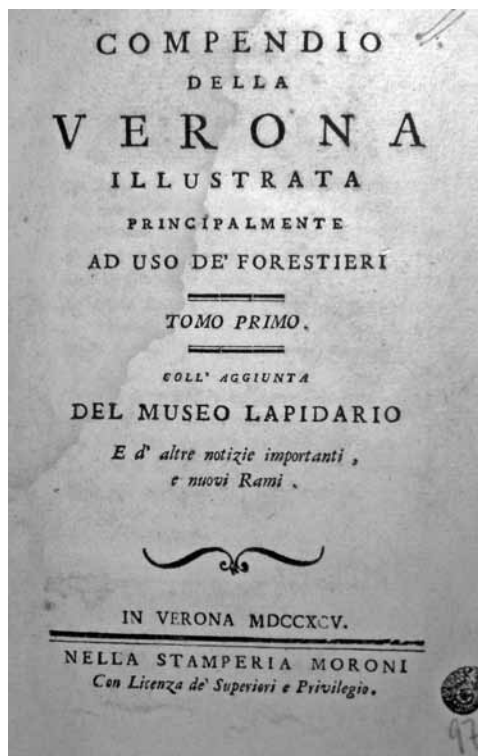 COMPENDIO
DELLA
VERONA
ILLUSTRATA
PRINCIPALMENTE
AD USO DE' FORESTIERI
TOMO PRIMO.
COLL' AGGIUNTA
DEL MUSEO LAPIDARIO
E d' altre notizie importanti,
e nuovi Rami.
IN VERONA MDCCXCV.
NELLA STAMPERIA MORONI
Con Licenza de' Superiori e Privilegio.
97